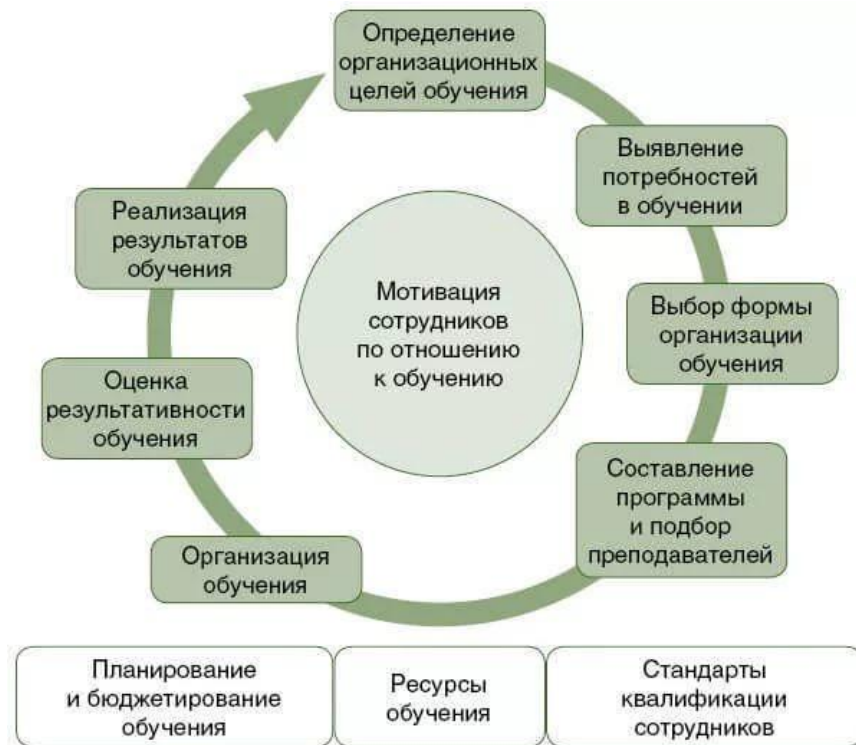 Определение
организационных
целей обучения
Выявление
потребностей
в обучении
Выбор формы
организации
обучения
Составление
программы
и подбор
преподавателей
Организация
обучения
Оценка
результативности
обучения
Реализация
результатов
обучения
Мотивация
сотрудников
по отношению
к обучению
Планирование
и бюджетирование
обучения
Ресурсы
обучения
Стандарты
квалификации
сотрудников